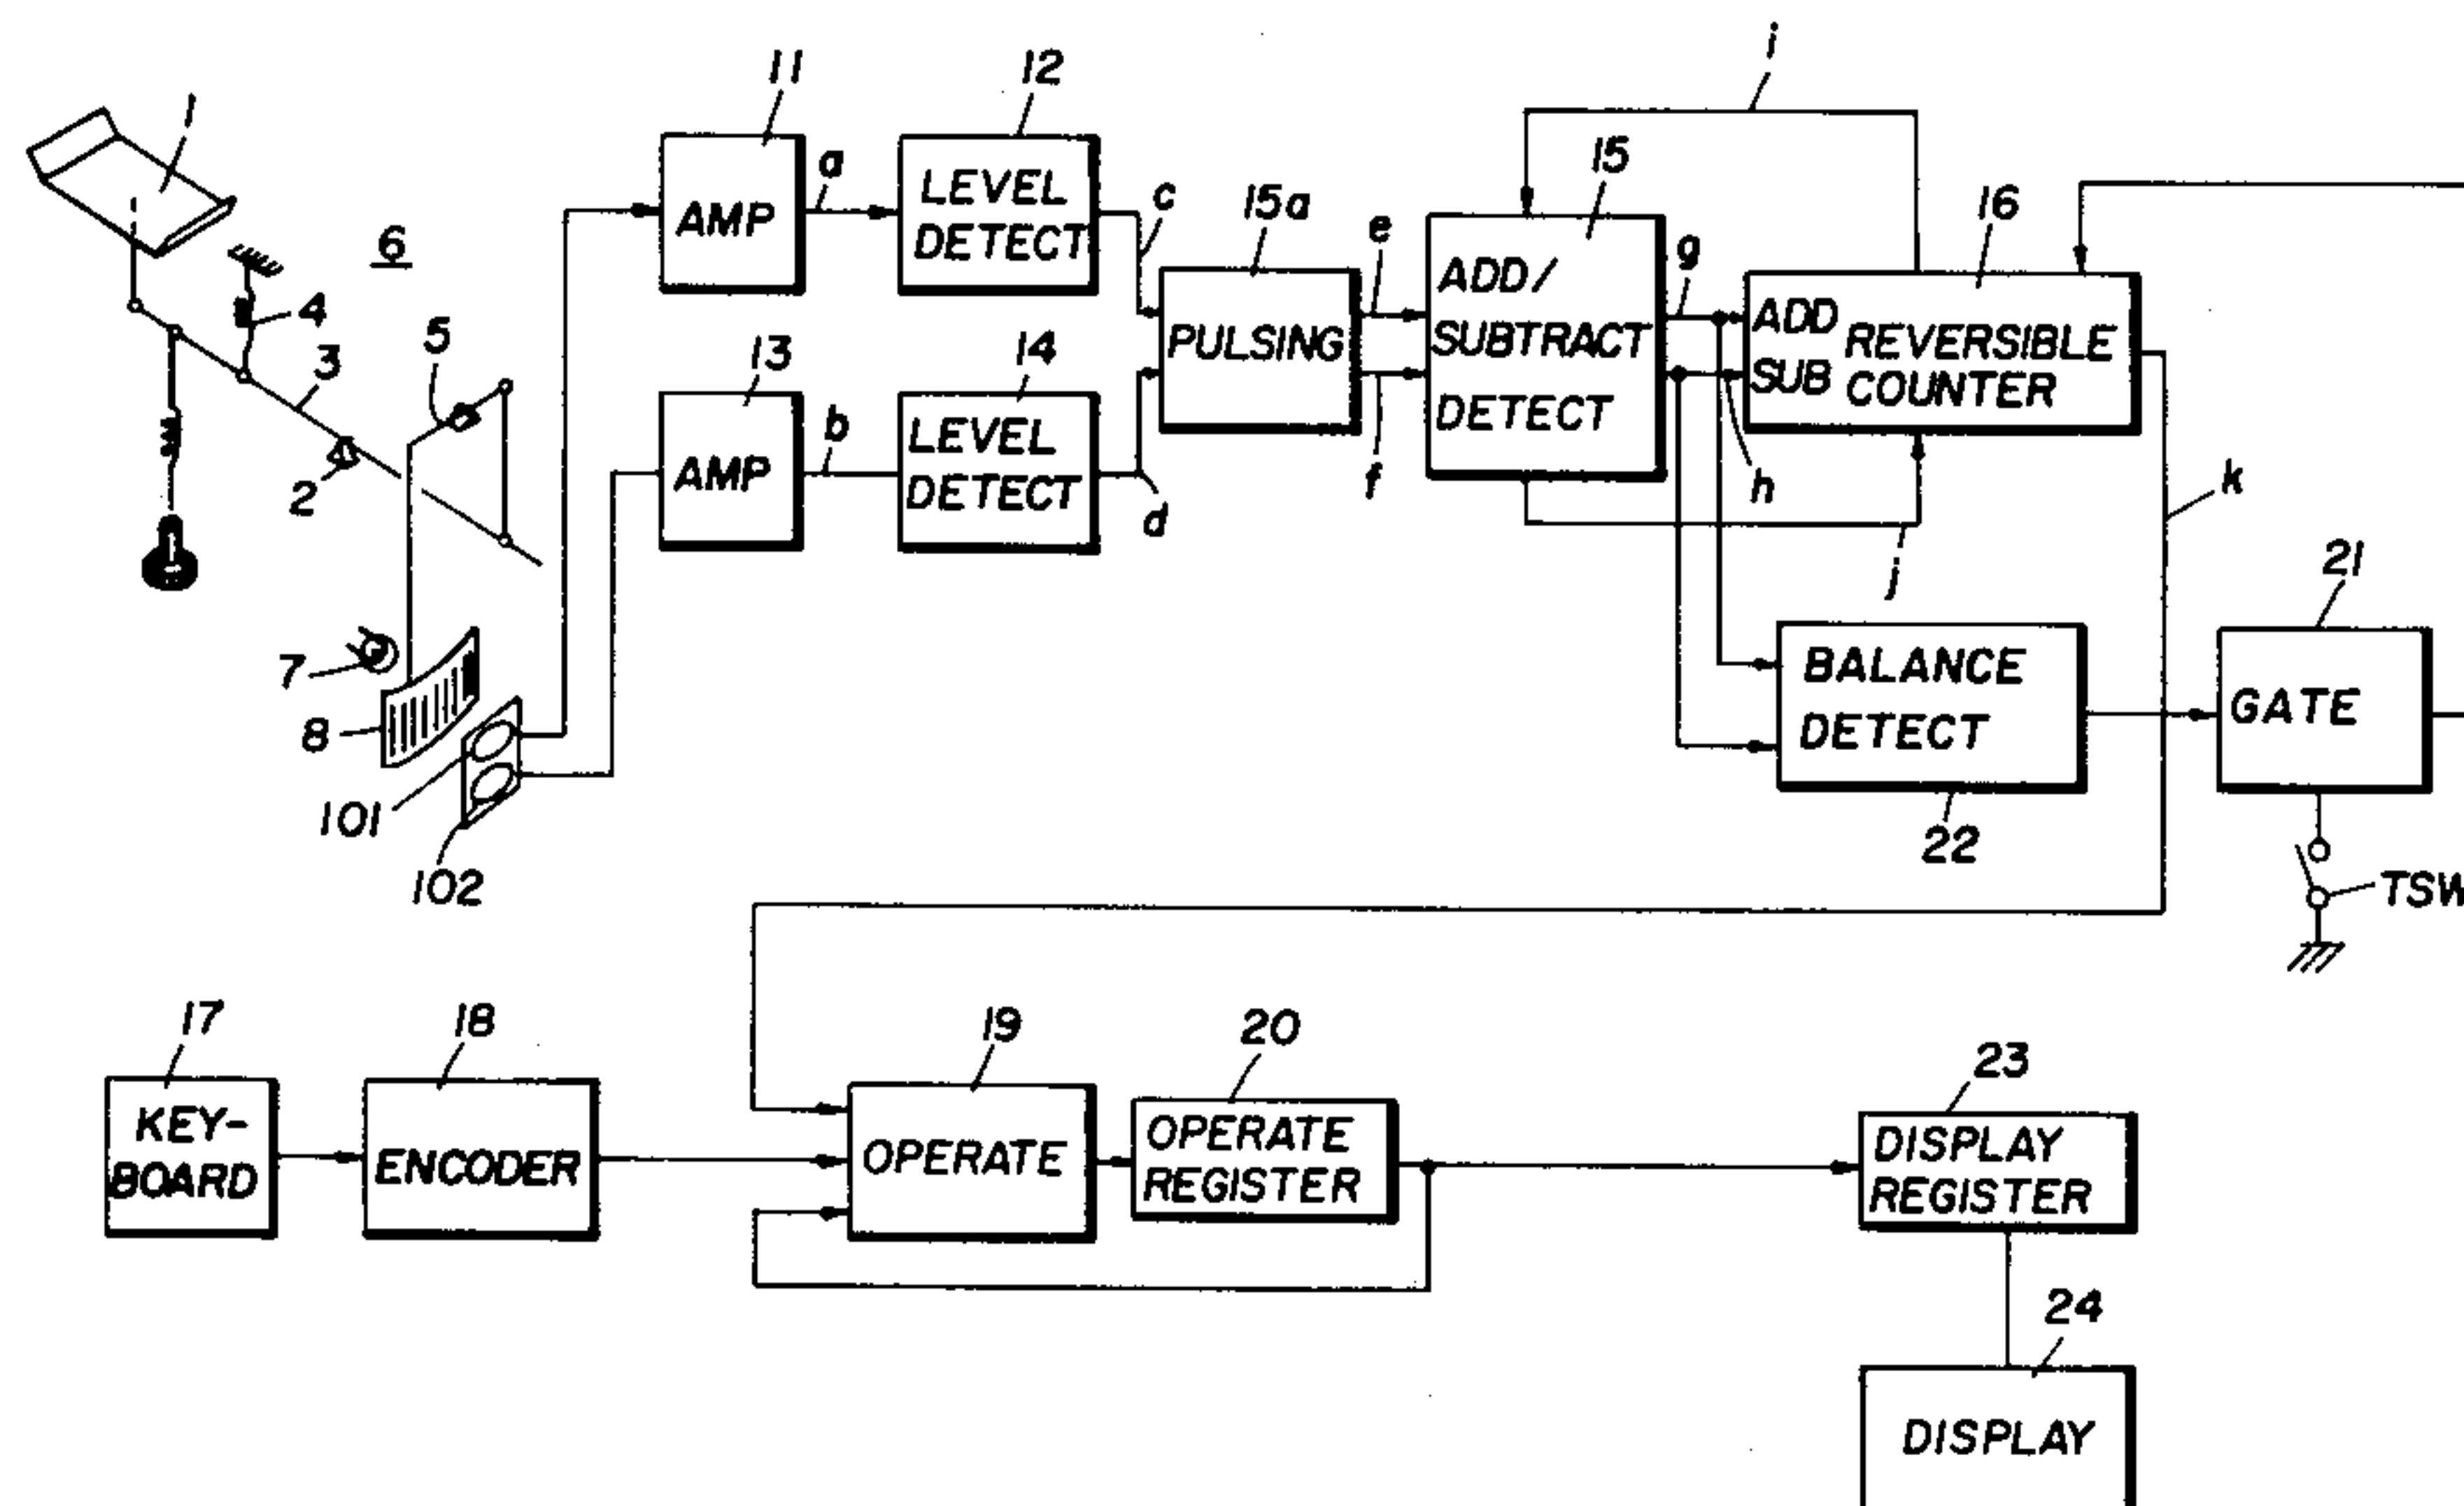 1
6
4
5
3
2
7
8
101
102
11
AMP
a
12
LEVEL
DETECT
c
13
AMP
b
14
LEVEL
DETECT
d
15a
PULSING
e
f
i
15
ADD/
SUBTRACT
DETECT
g
h
j
16
ADD
SUB
REVERSIBLE
COUNTER
k
BALANCE
DETECT
22
21
GATE
TSW
17
KEY-
BOARD
18
ENCODER
19
OPERATE
20
OPERATE
REGISTER
23
DISPLAY
REGISTER
24
DISPLAY